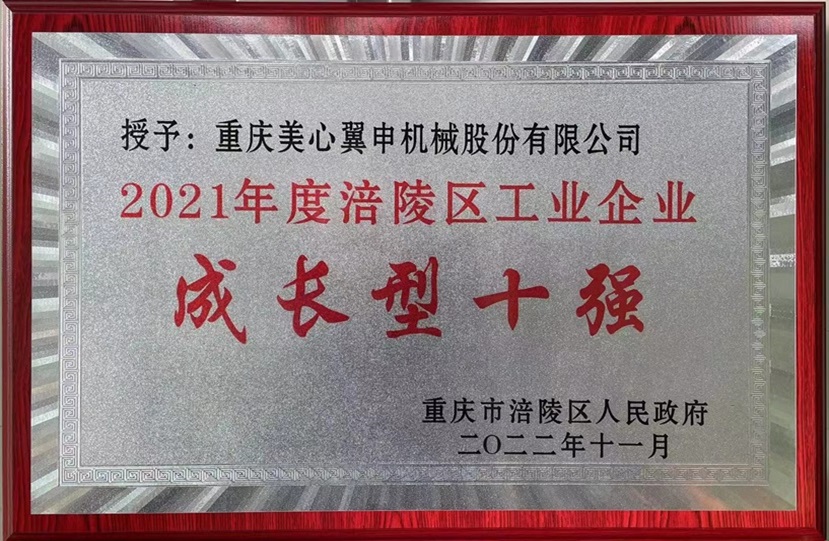 授予：重庆美心翼申机械股份有限公司
2021年度涪陵区工业企业
成长型十强
重庆市涪陵区人民政府
二〇二二年十一月